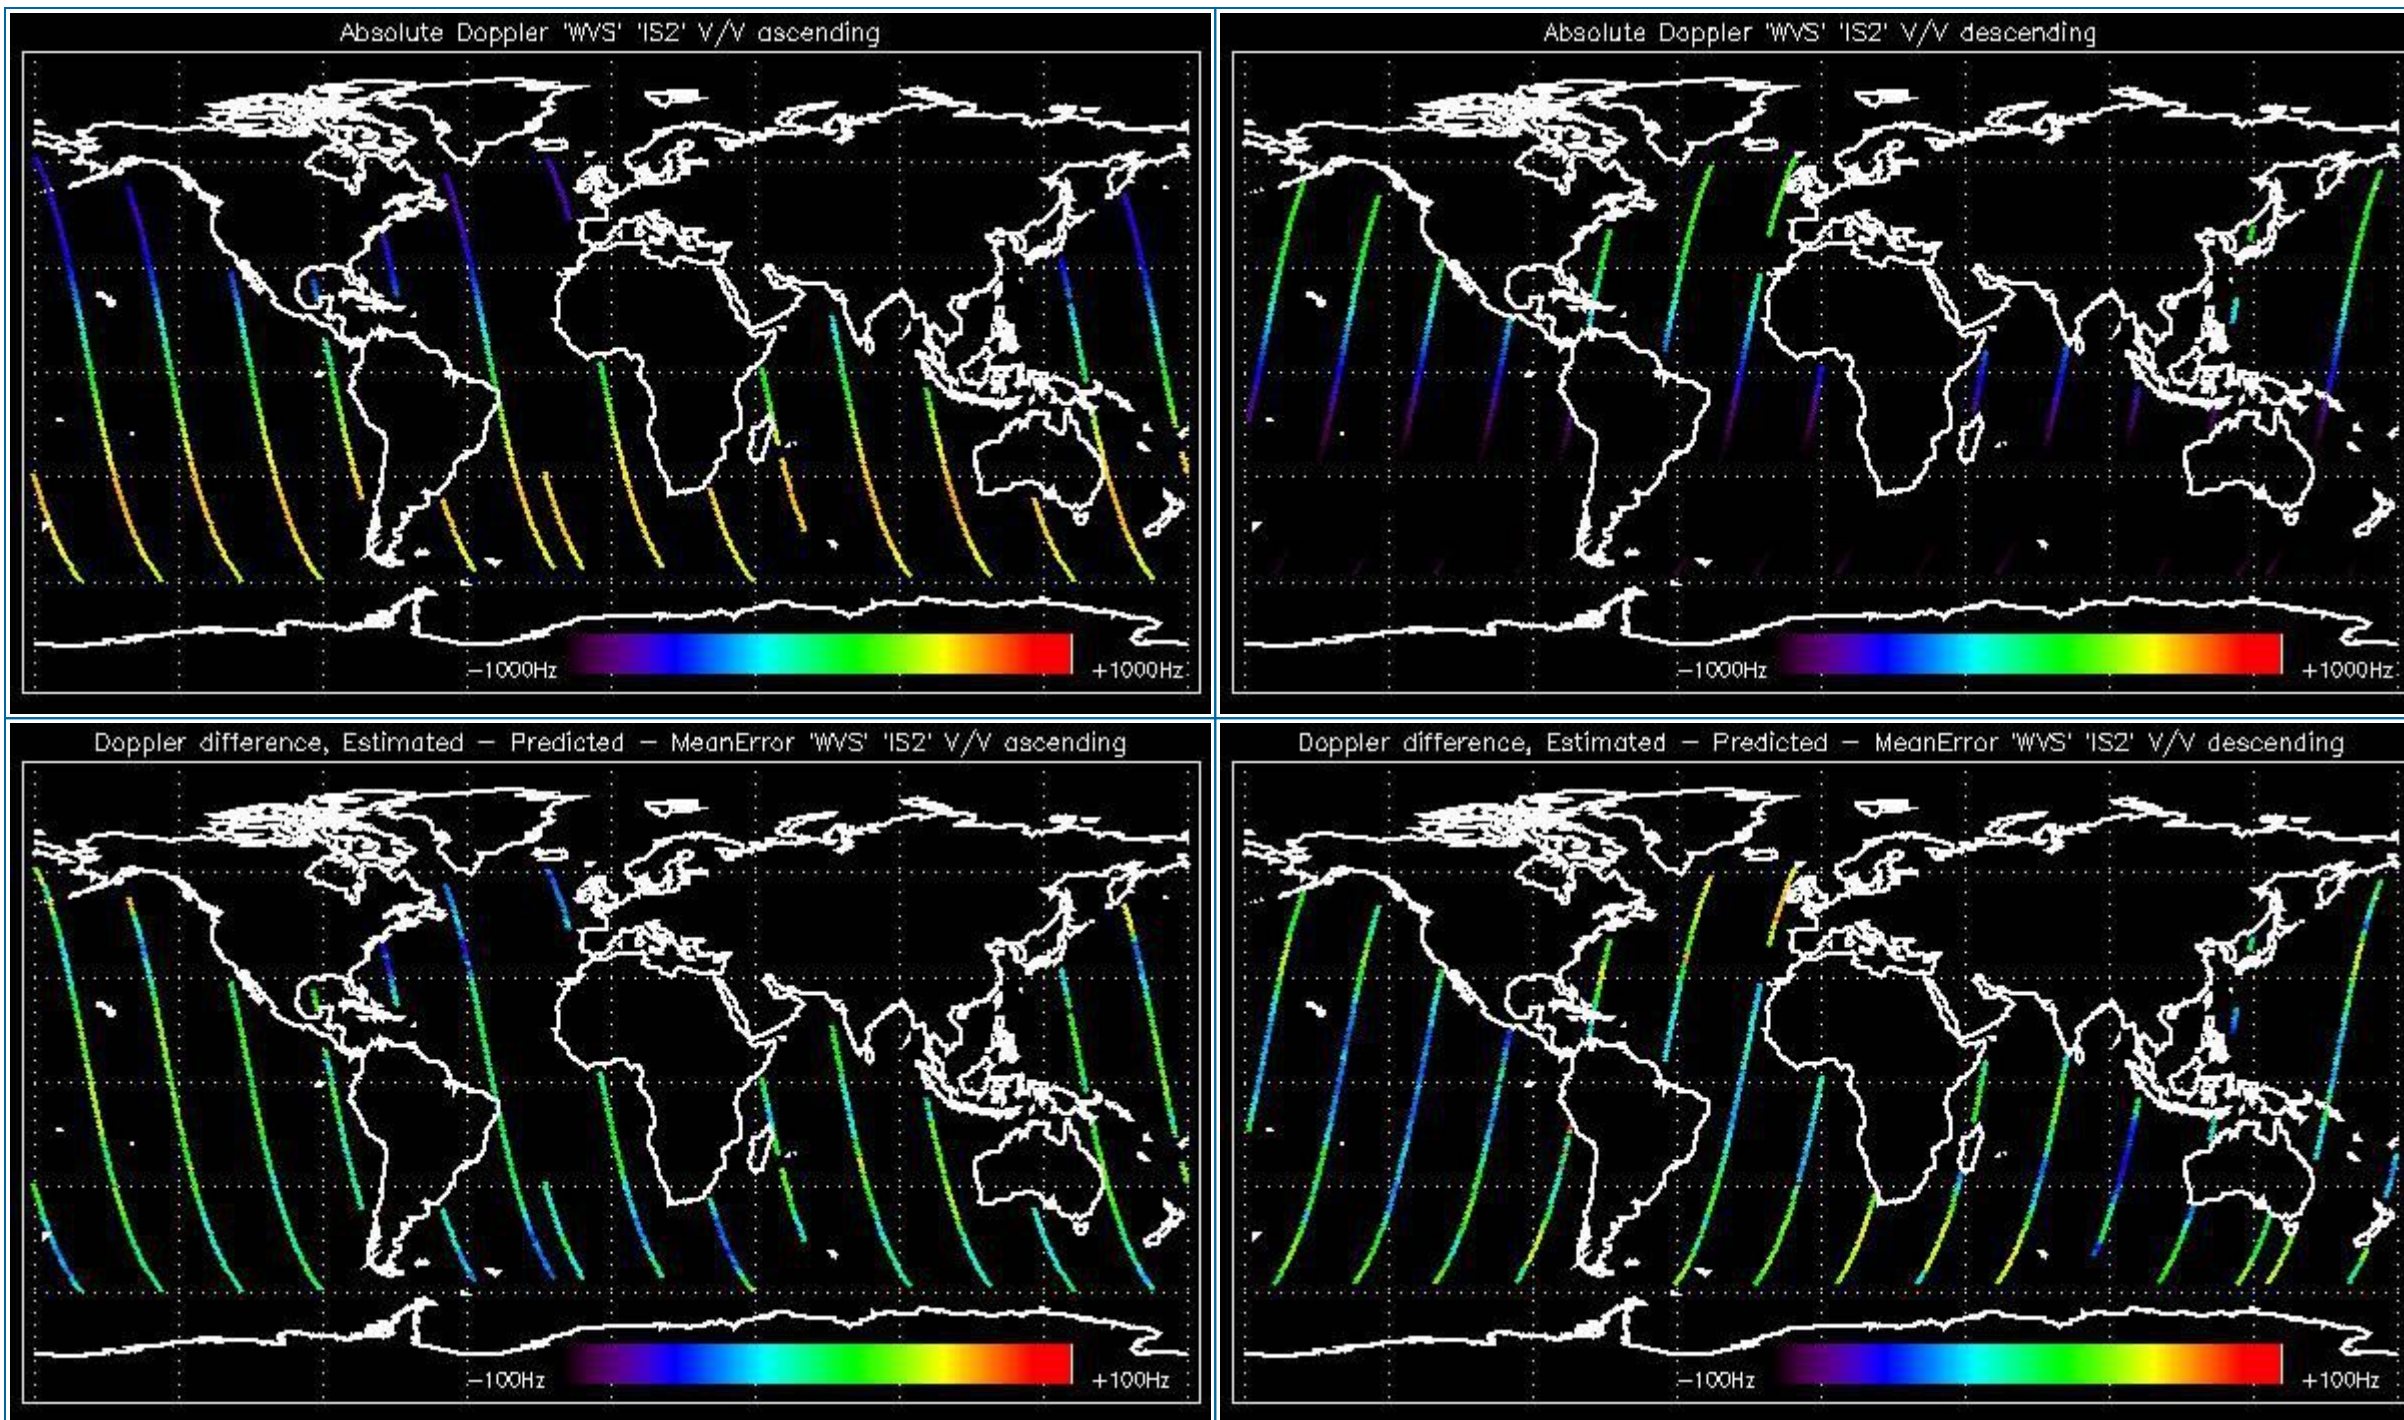 Absolute Doppler 'WVS' 'IS2' V/V ascending
-1000Hz
+1000Hz
Absolute Doppler 'WVS' 'IS2' V/V descending
-1000Hz
+1000Hz
Doppler difference, Estimated - Predicted - MeanError 'WVS' 'IS2' V/V ascending
-100Hz
+100Hz
Doppler difference, Estimated - Predicted - MeanError 'WVS' 'IS2' V/V descending
-100Hz
+100Hz